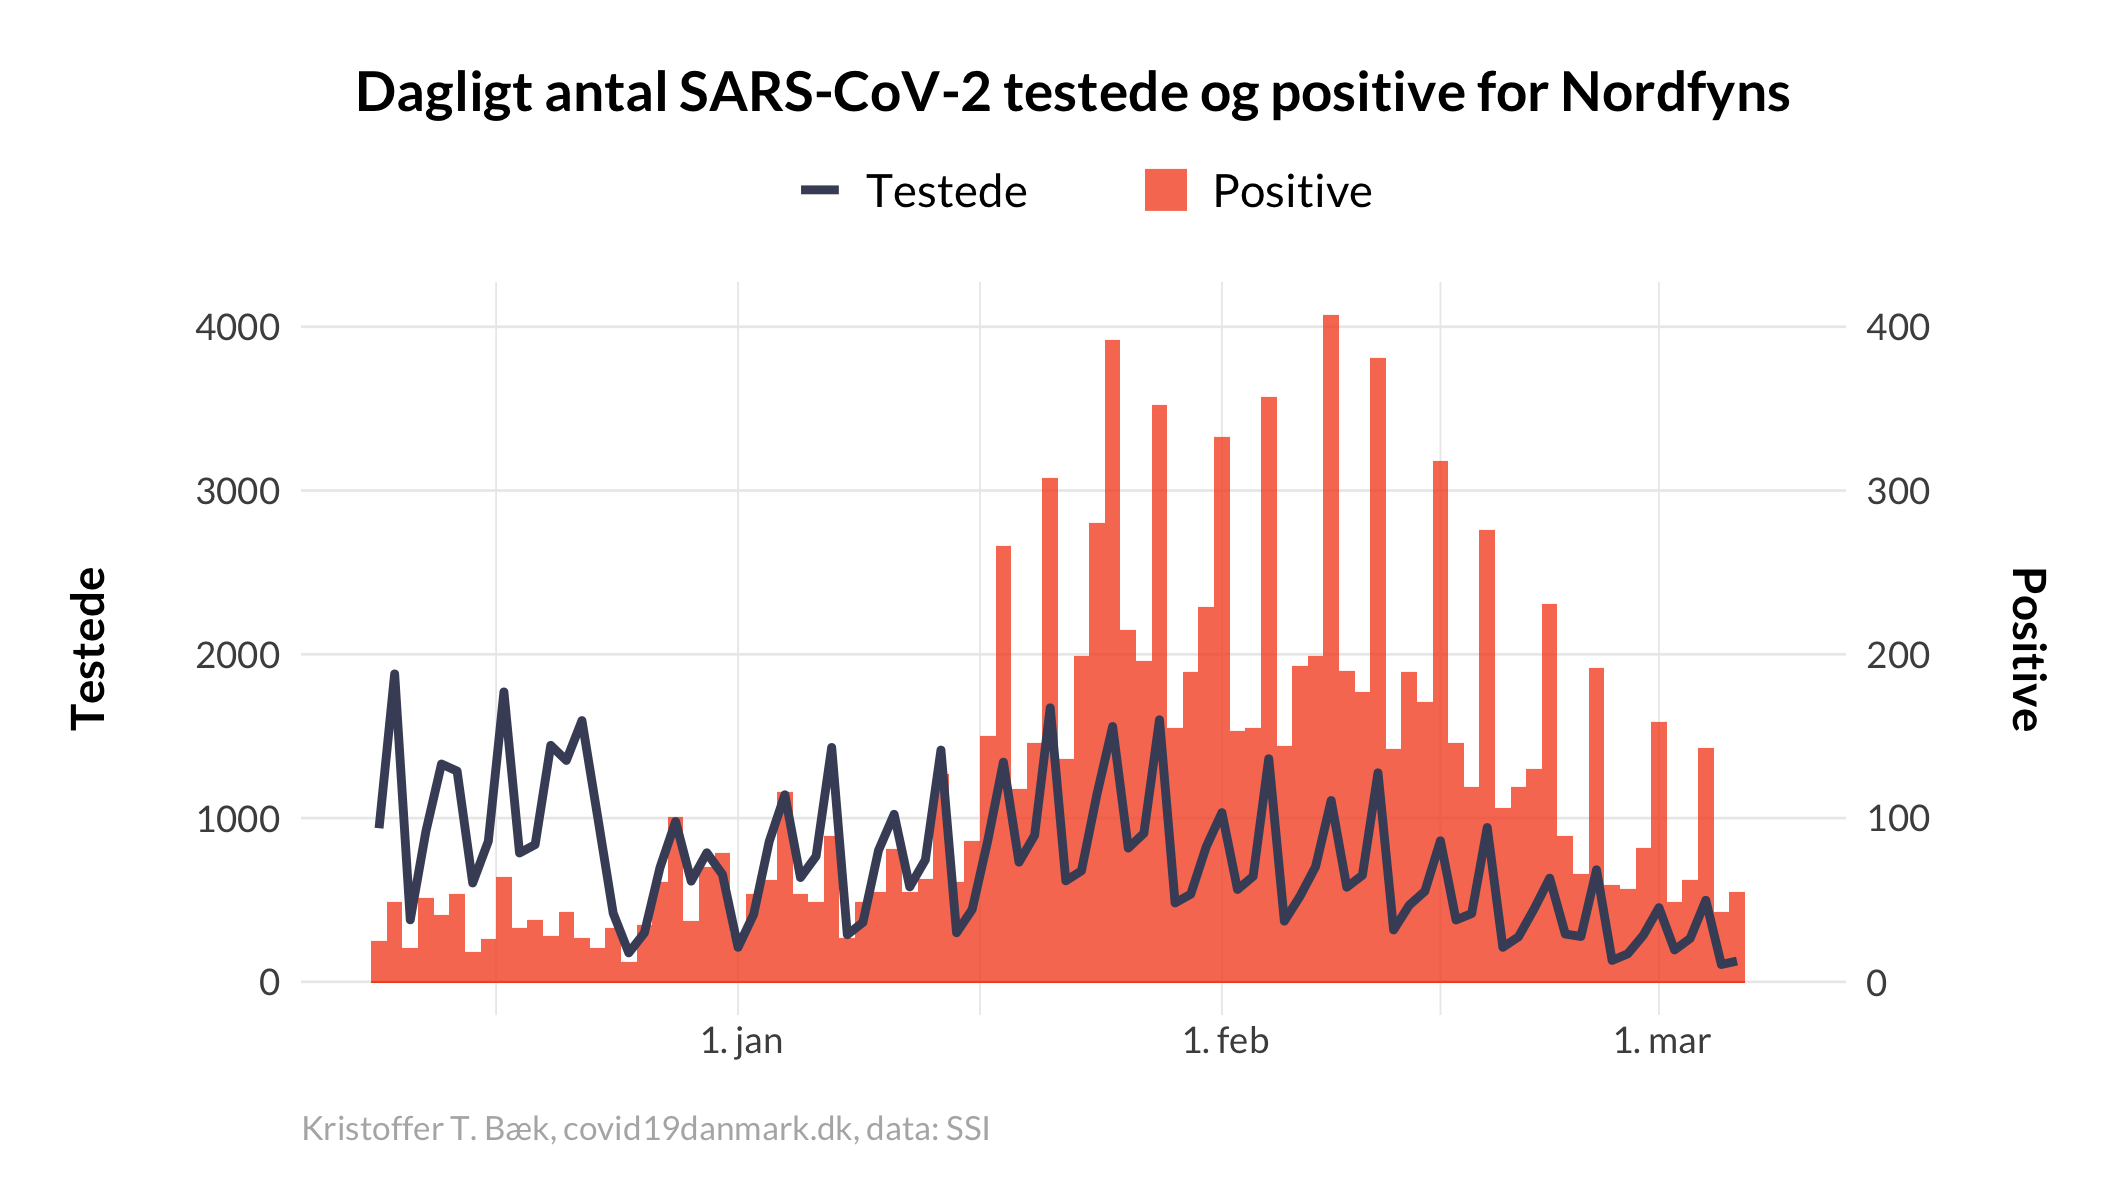 Dagligt antal SARS-CoV-2 testede og positive for Nordfyns
Testede
Positive
4000
3000
2000
1000
0
400
300
200
100
0
Testede
Positive
1. jan
1. feb
1. mar
Kristoffer T. Bæk, covid19danmark.dk, data: SSI